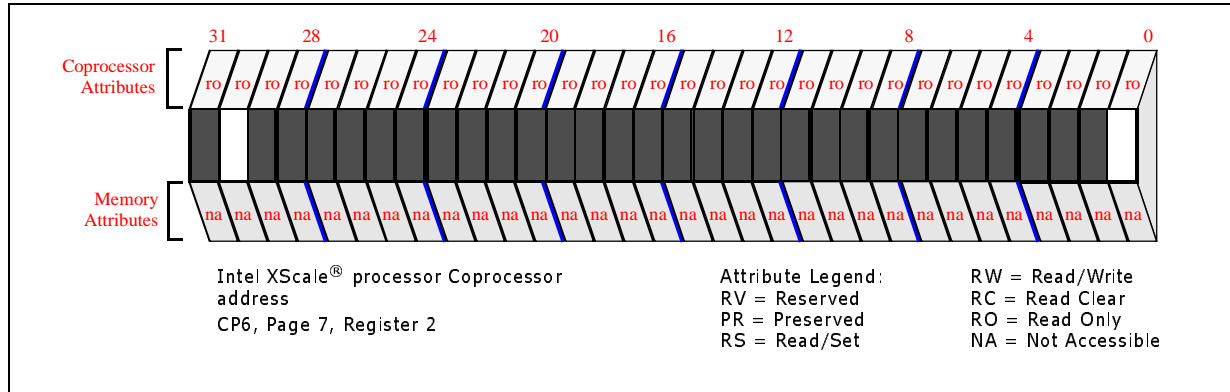 31 28 24 20 16 12 8 4 0
Coprocessor
Attributes
ro ro ro ro ro ro ro ro ro ro ro ro ro ro ro ro ro ro ro ro ro ro ro ro ro ro ro ro ro ro ro ro
Memory
Attributes
na na na na na na na na na na na na na na na na na na na na na na na na na na na na na na na na
Intel XScale® processor Coprocessor
address
CP6, Page 7, Register 2
Attribute Legend:
RV = Reserved
PR = Preserved
RS = Read/Set
RW = Read/Write
RC = Read Clear
RO = Read Only
NA = Not Accessible